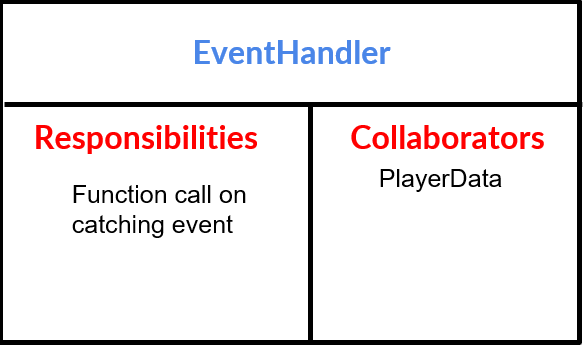 EventHandler
Responsibilities
Function call on
catching event
Collaborators
PlayerData